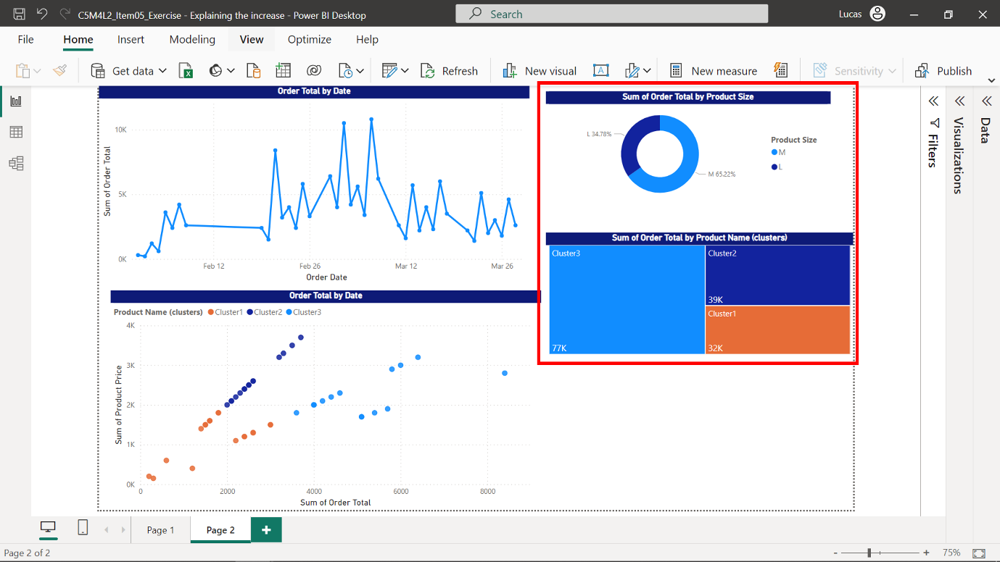 C5M4L2_Item05_Exercise - Explaining the increase - Power BI Desktop
Search
Lucas
File Home Insert Modeling View Optimize Help
Get data Refresh New visual New measure Sensitivity Publish
Order Total by Date
Sum of Order Total
10K
5K
0K
Feb 12 Feb 26 Mar 12 Mar 26
Order Date
Order Total by Date
Product Name (clusters) Cluster1 Cluster2 Cluster3
Sum of Product Price
4K
3K
2K
1K
0K
0 2000 4000 6000 8000
Sum of Order Total
Sum of Order Total by Product Size
L 34.78%
M 65.22%
Product Size
M
L
Sum of Order Total by Product Name (clusters)
Cluster3
77K
Cluster2
39K
Cluster1
32K
Filters
Visualizations
Data
Page 1 Page 2 +
Page 2 of 2
- + 75%